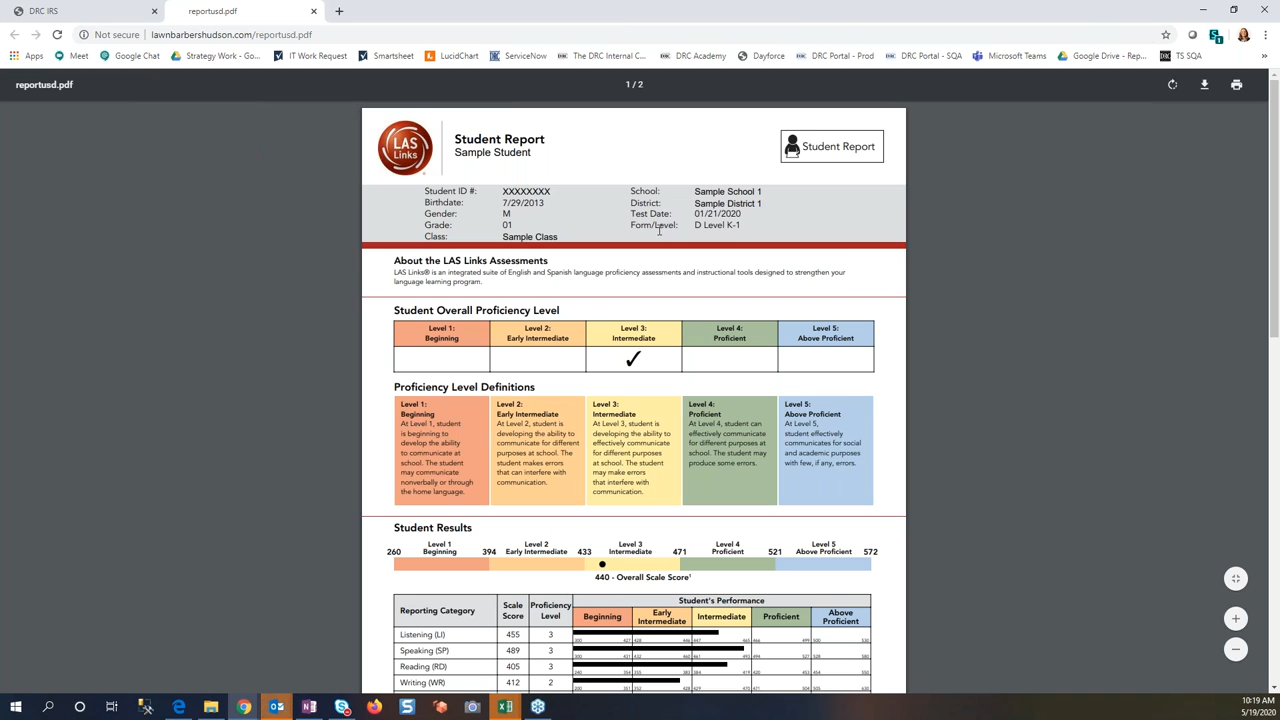 DRC IRS
reportusd.pdf
Not secure | lawnbarbershudson.com/reportusd.pdf
Apps
Meet
Google Chat
Strategy Work - Go...
IT Work Request
Smartsheet
LucidChart
ServiceNow
The DRC Internal C...
DRC Academy
Dayforce
DRC Portal - Prod
DRC Portal - SQA
Microsoft Teams
Google Drive - Rep...
TS SQA
reportusd.pdf
1 / 2
LAS Links
Student Report
Sample Student
Student Report
Student ID #: XXXXXXXX School: Sample School 1
Birthdate: 7/29/2013 District: Sample District 1
Gender: M Test Date: 01/21/2020
Grade: 01 Form/Level: D Level K-1
Class: Sample Class
About the LAS Links Assessments
LAS Links® is an integrated suite of English and Spanish language proficiency assessments and instructional tools designed to strengthen your
language learning program.
Student Overall Proficiency Level
Level 1: Level 2: Level 3: Level 4: Level 5:
Beginning Early Intermediate Intermediate Proficient Above Proficient
✓
Proficiency Level Definitions
Level 1:
Beginning
At Level 1, student
is beginning to
develop the ability
to communicate at
school. The student
may communicate
nonverbally or through
the home language.
Level 2:
Early Intermediate
At Level 2, student is
developing the ability to
communicate for different
purposes at school. The
student makes errors
that can interfere with
communication.
Level 3:
Intermediate
At Level 3, student is
developing the ability to
effectively communicate
for different purposes
at school. The student
may make errors
that interfere with
communication.
Level 4:
Proficient
At Level 4, student can
effectively communicate
for different purposes at
school. The student may
produce some errors.
Level 5:
Above Proficient
At Level 5,
student effectively
communicates for social
and academic purposes
with few, if any, errors.
Student Results
Level 1 Level 2 Level 3 Level 4 Level 5
260 Beginning 394 Early Intermediate 433 Intermediate 471 Proficient 521 Above Proficient 572
440 - Overall Scale Score¹
Reporting Category
Scale Score
Proficiency Level
Student's Performance
Beginning
Early Intermediate
Intermediate
Proficient
Above Proficient
Listening (LI) 455 3
Speaking (SP) 489 3
Reading (RD) 405 3
Writing (WR) 412 2
10:19 AM
5/19/2020